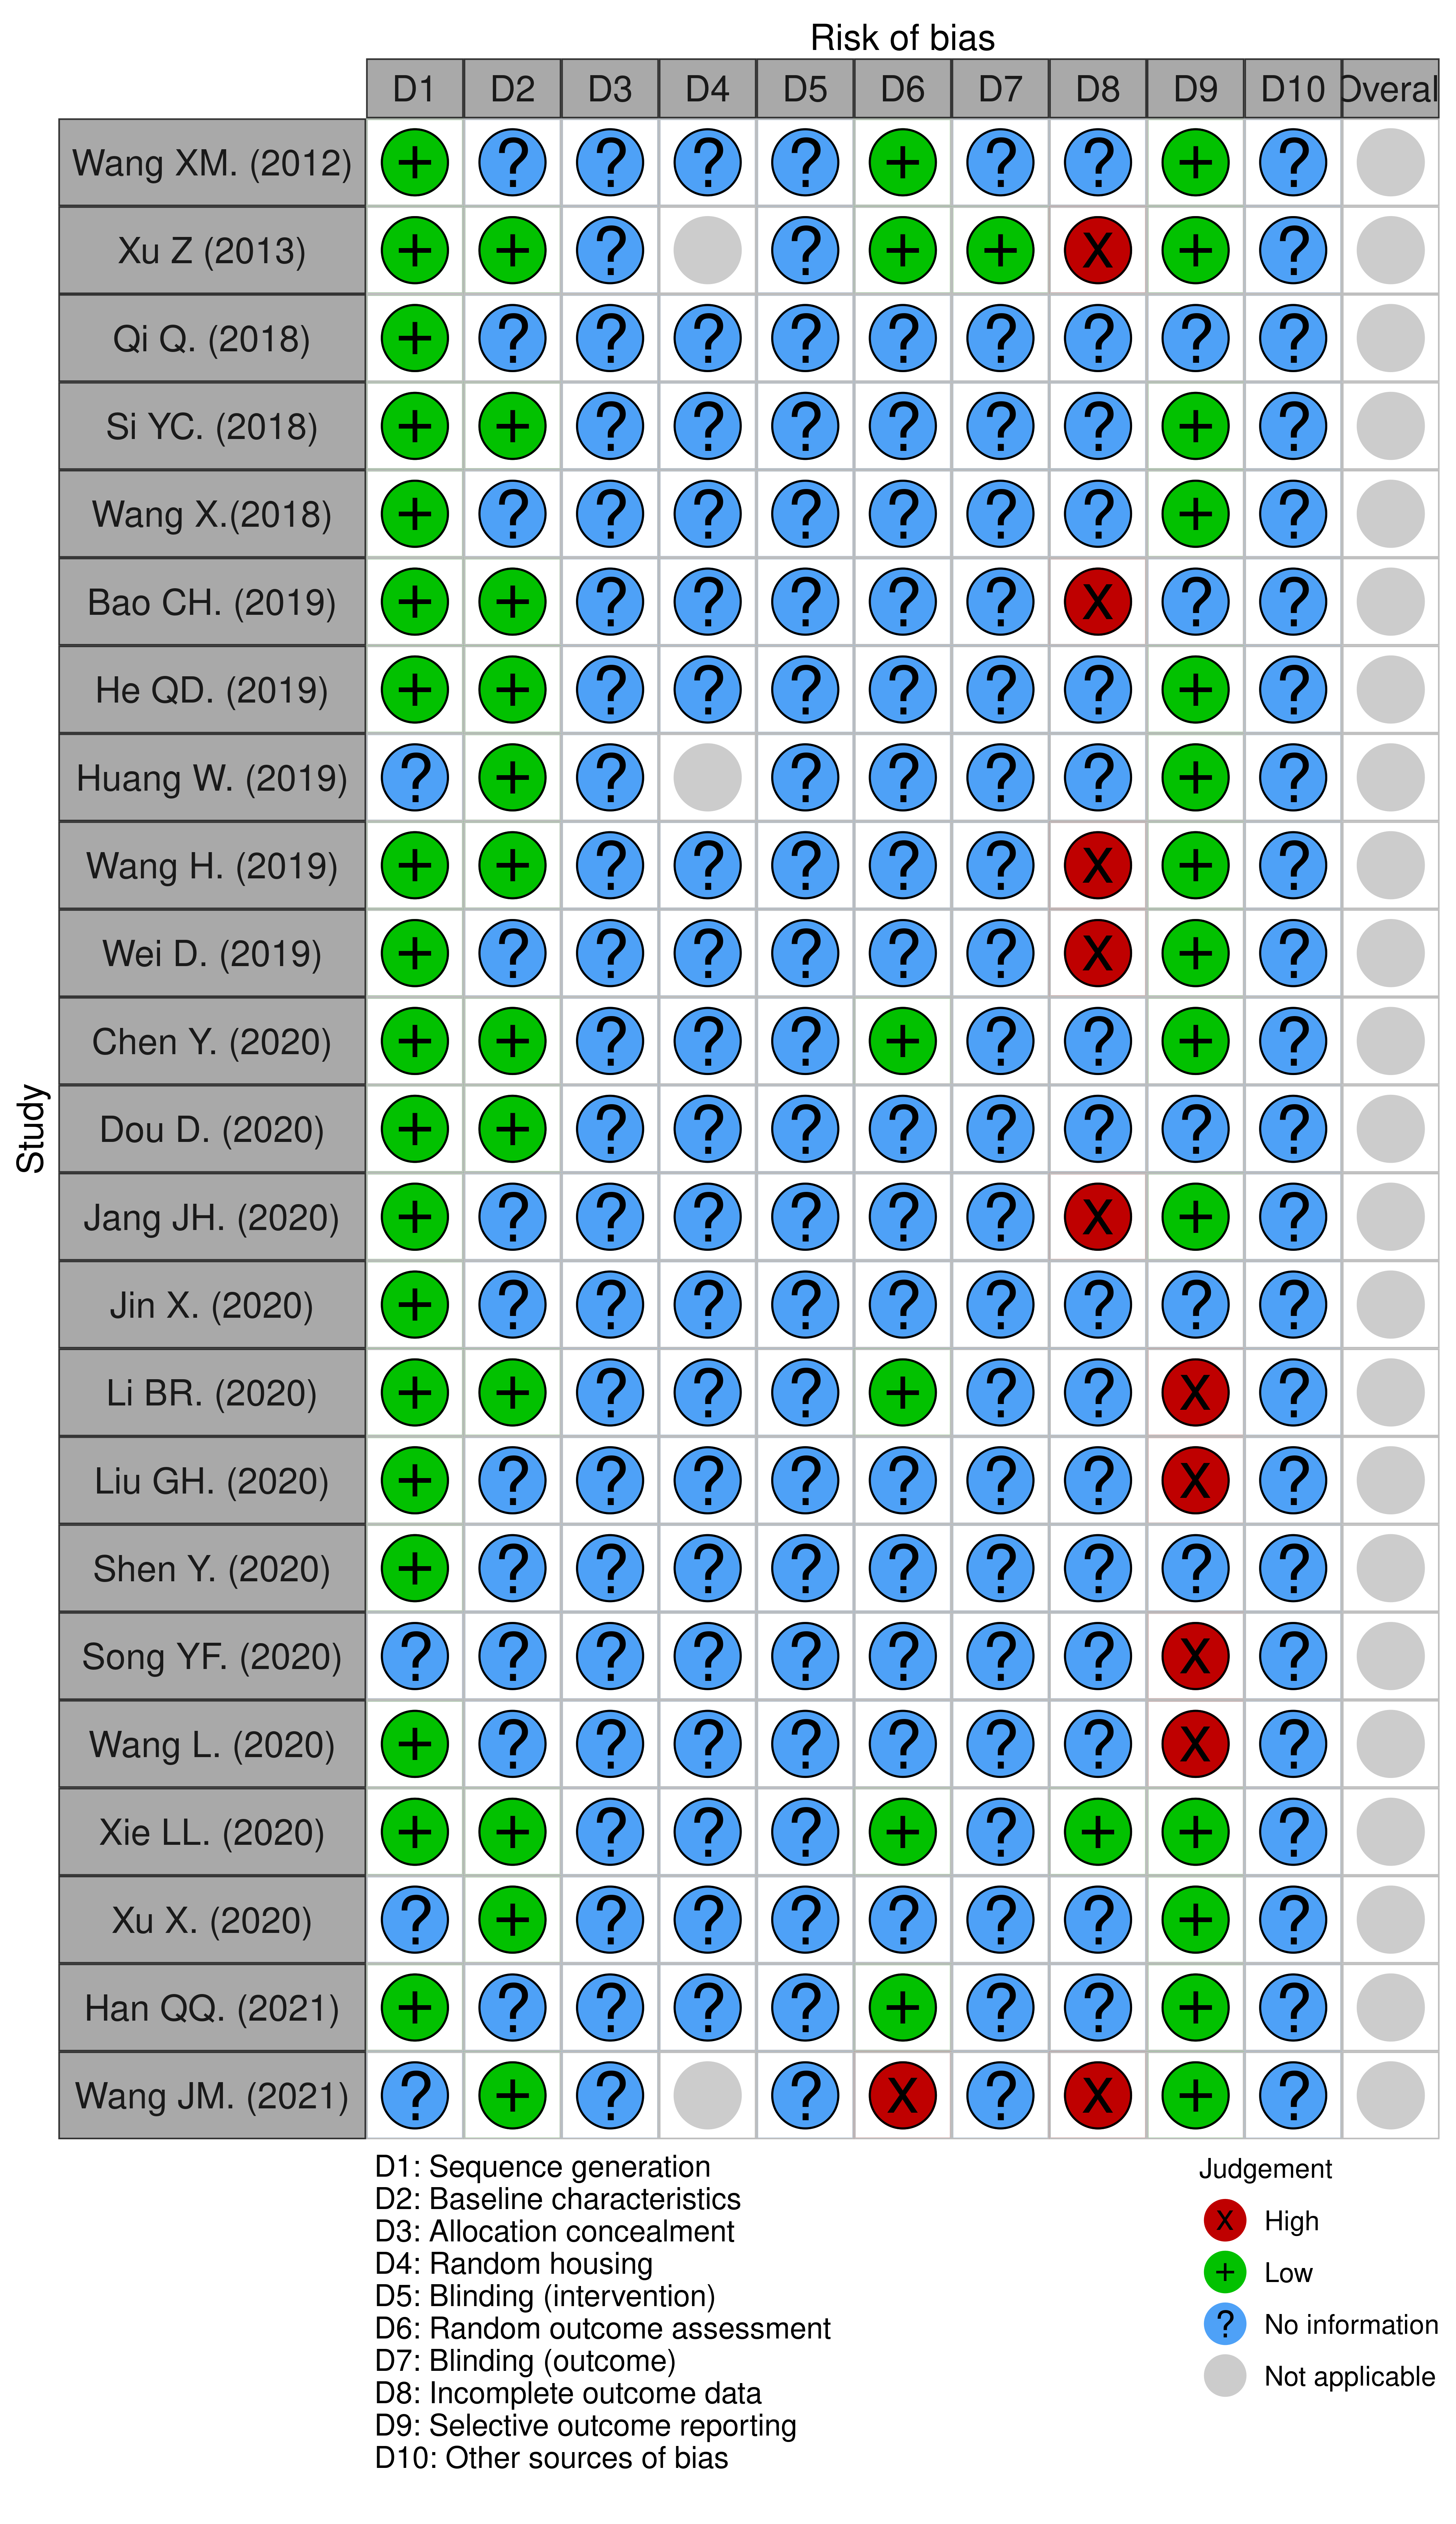 Risk of bias
D1 D2 D3 D4 D5 D6 D7 D8 D9 D10 Overal
Wang XM. (2012) + ? ? ? ? + ? ? + ?
Xu Z (2013) + + ? ? + + X + ?
Qi Q. (2018) + ? ? ? ? ? ? ? ? ?
Si YC. (2018) + + ? ? ? ? ? ? + ?
Wang X.(2018) + ? ? ? ? ? ? ? + ?
Bao CH. (2019) + + ? ? ? ? ? X ? ?
He QD. (2019) + + ? ? ? ? ? ? + ?
Huang W. (2019) ? + ? ? ? ? ? + ?
Wang H. (2019) + + ? ? ? ? ? X + ?
Wei D. (2019) + ? ? ? ? ? ? X + ?
Chen Y. (2020) + + ? ? ? + ? ? + ?
Dou D. (2020) + + ? ? ? ? ? ? ? ?
Jang JH. (2020) + ? ? ? ? ? ? X + ?
Jin X. (2020) + ? ? ? ? ? ? ? ? ?
Li BR. (2020) + + ? ? ? + ? ? X ?
Liu GH. (2020) + ? ? ? ? ? ? ? X ?
Shen Y. (2020) + ? ? ? ? ? ? ? ? ?
Song YF. (2020) ? ? ? ? ? ? ? ? X ?
Wang L. (2020) + ? ? ? ? ? ? ? X ?
Xie LL. (2020) + + ? ? ? + ? + + ?
Xu X. (2020) ? + ? ? ? ? ? ? + ?
Han QQ. (2021) + ? ? ? ? + ? ? + ?
Wang JM. (2021) ? + ? ? X ? X + ?
Study
D1: Sequence generation
D2: Baseline characteristics
D3: Allocation concealment
D4: Random housing
D5: Blinding (intervention)
D6: Random outcome assessment
D7: Blinding (outcome)
D8: Incomplete outcome data
D9: Selective outcome reporting
D10: Other sources of bias
Judgement
X High
+ Low
? No information
Not applicable